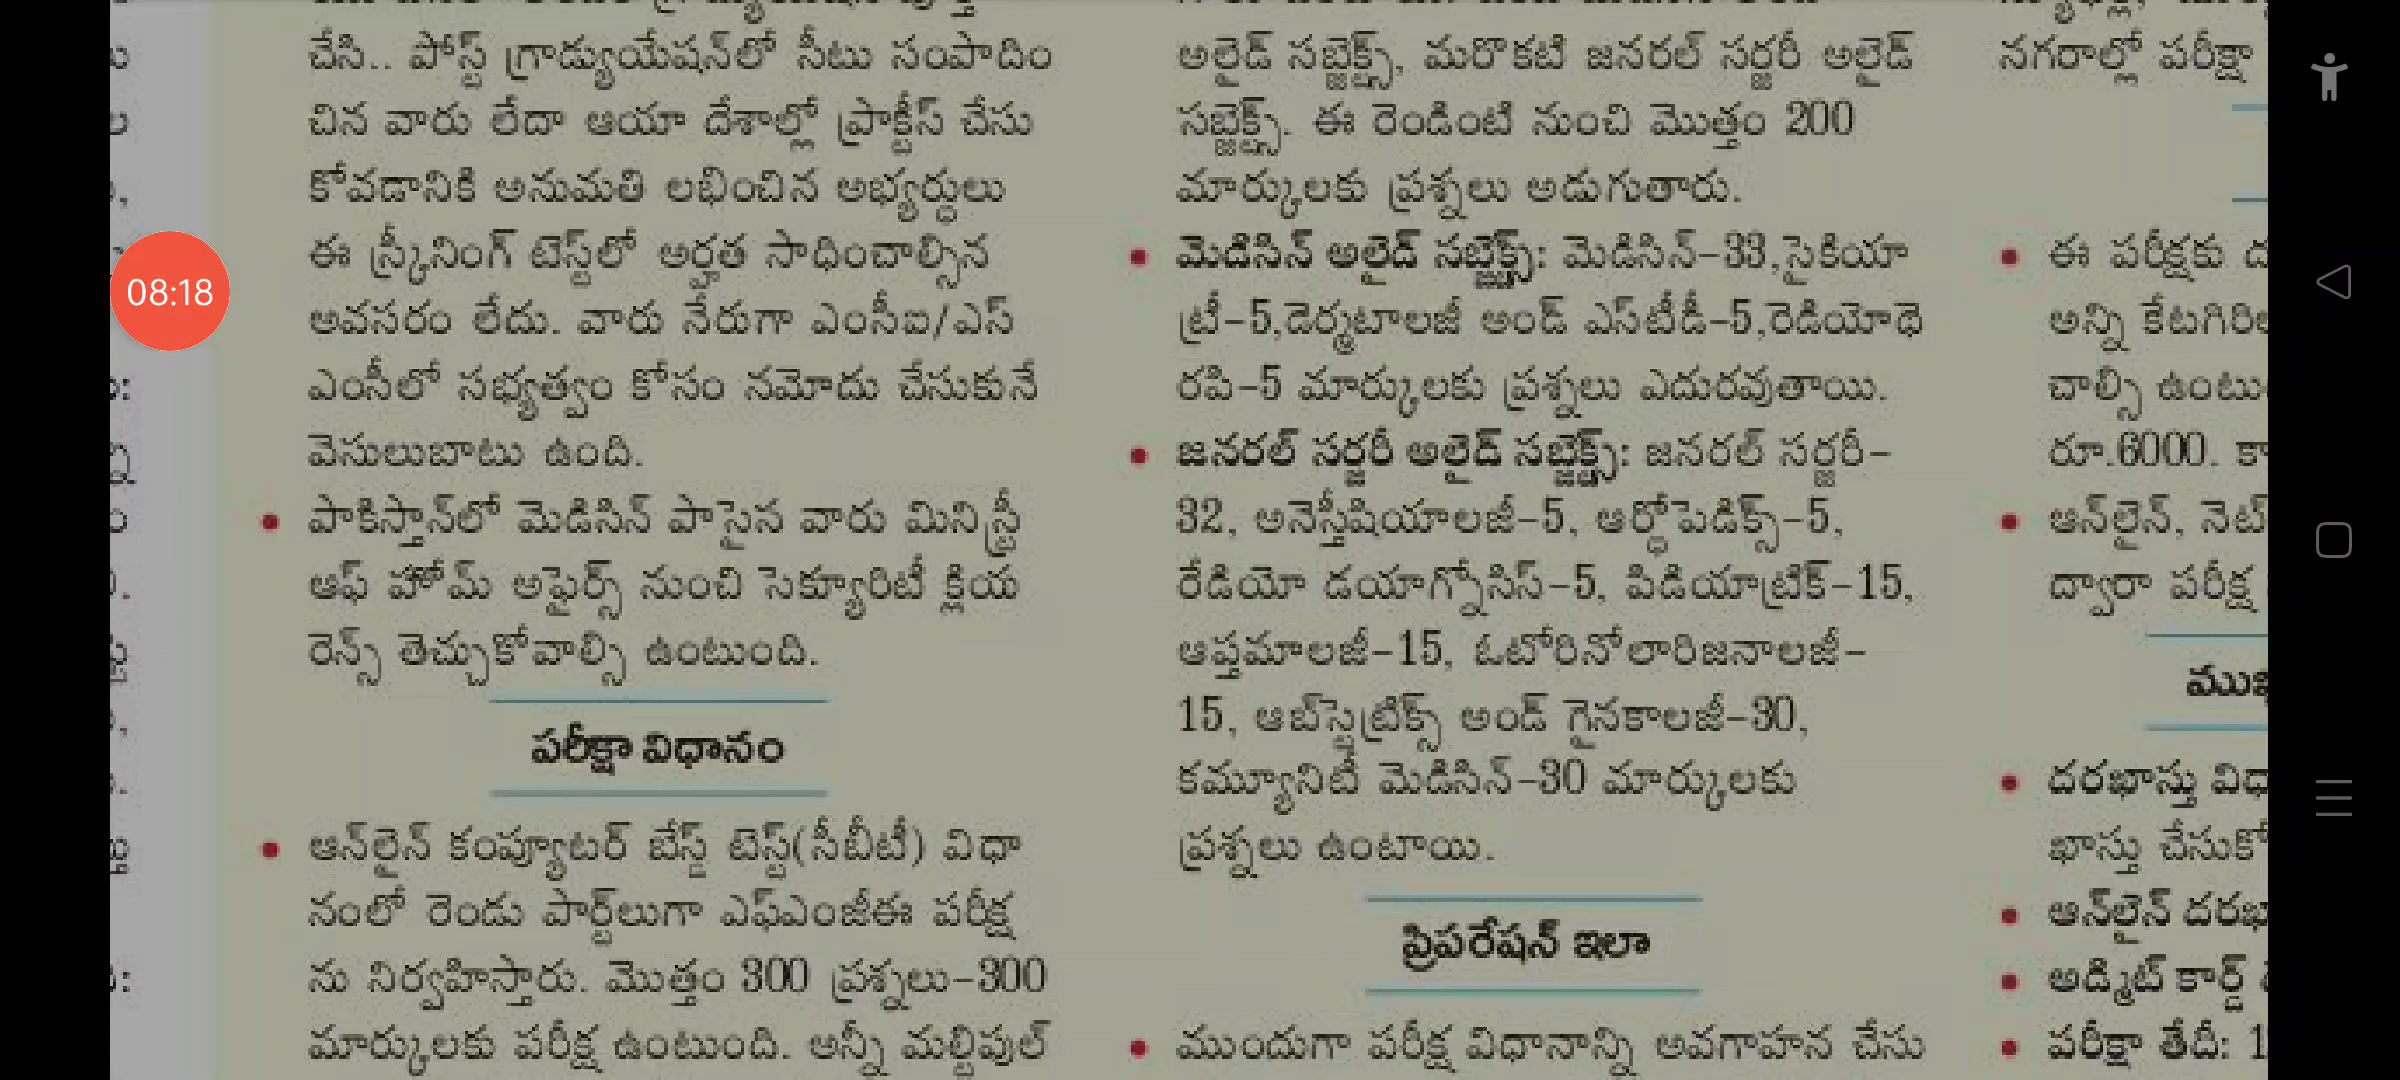 చేసి.. పోస్ట్ గ్రాడ్యుయేషన్‌లో సీటు సంపాదిం
చిన వారు లేదా ఆయా దేశాల్లో ప్రాక్టీస్ చేసు
కోవడానికి అనుమతి లభించిన అభ్యర్థులు
ఈ స్క్రీనింగ్ టెస్ట్‌లో అర్హత సాధించాల్సిన
అవసరం లేదు. వారు నేరుగా ఎంసీఐ/ఎన్
ఎంసీలో సభ్యత్వం కోసం నమోదు చేసుకునే
వెసులుబాటు ఉంది.
పాకిస్తాన్‌లో మెడిసిన్ పాసైన వారు మినిస్ట్రీ
ఆఫ్ హోమ్ అఫైర్స్ నుంచి సెక్యూరిటీ క్లియ
రెన్స్ తెచ్చుకోవాల్సి ఉంటుంది.
పరీక్షా విధానం
ఆన్‌లైన్ కంప్యూటర్ బేస్డ్ టెస్ట్(సీబీటీ) విధా
నంలో రెండు పార్ట్‌లుగా ఎఫ్ఎంజీఈ పరీక్ష
ను నిర్వహిస్తారు. మొత్తం 300 ప్రశ్నలు-300
మార్కులకు పరీక్ష ఉంటుంది. అన్నీ మల్టిపుల్
అలైడ్ సబ్జెక్ట్స్, మరొకటి జనరల్ సర్జరీ అలైడ్
సబ్జెక్ట్స్. ఈ రెండింటి నుంచి మొత్తం 200
మార్కులకు ప్రశ్నలు అడుగుతారు.
మెడిసిన్ అలైడ్ సబ్జెక్ట్స్: మెడిసిన్-33,సైకియా
ట్రీ-5,డెర్మటాలజీ అండ్ ఎస్‌టీడీ-5,రెడియోథె
రపి-5 మార్కులకు ప్రశ్నలు ఎదురవుతాయి.
జనరల్ సర్జరీ అలైడ్ సబ్జెక్ట్స్: జనరల్ సర్జరీ-
32, అనెస్తీషియాలజీ-5, ఆర్థోపెడిక్స్-5,
రేడియో డయాగ్నోసిస్-5, పిడియాట్రిక్-15,
ఆప్తమాలజీ-15, ఓటోరినోలారిజనాలజీ-
15, ఆబ్‌స్టెట్రిక్స్ అండ్ గైనకాలజీ-30,
కమ్యూనిటీ మెడిసిన్-30 మార్కులకు
ప్రశ్నలు ఉంటాయి.
ప్రిపరేషన్ ఇలా
ముందుగా పరీక్ష విధానాన్ని అవగాహన చేసు
నగరాల్లో పరీక్షా
ఈ పరీక్షకు
అన్ని
చాల్సి
రూ.6000.
ఆన్‌లైన్,
ద్వారా పరీక్ష
దరఖాస్తు
ఖాస్తు
ఆన్‌లైన్
అడ్మిట్ కార్డ్
పరీక్షా తేదీ:
08:18